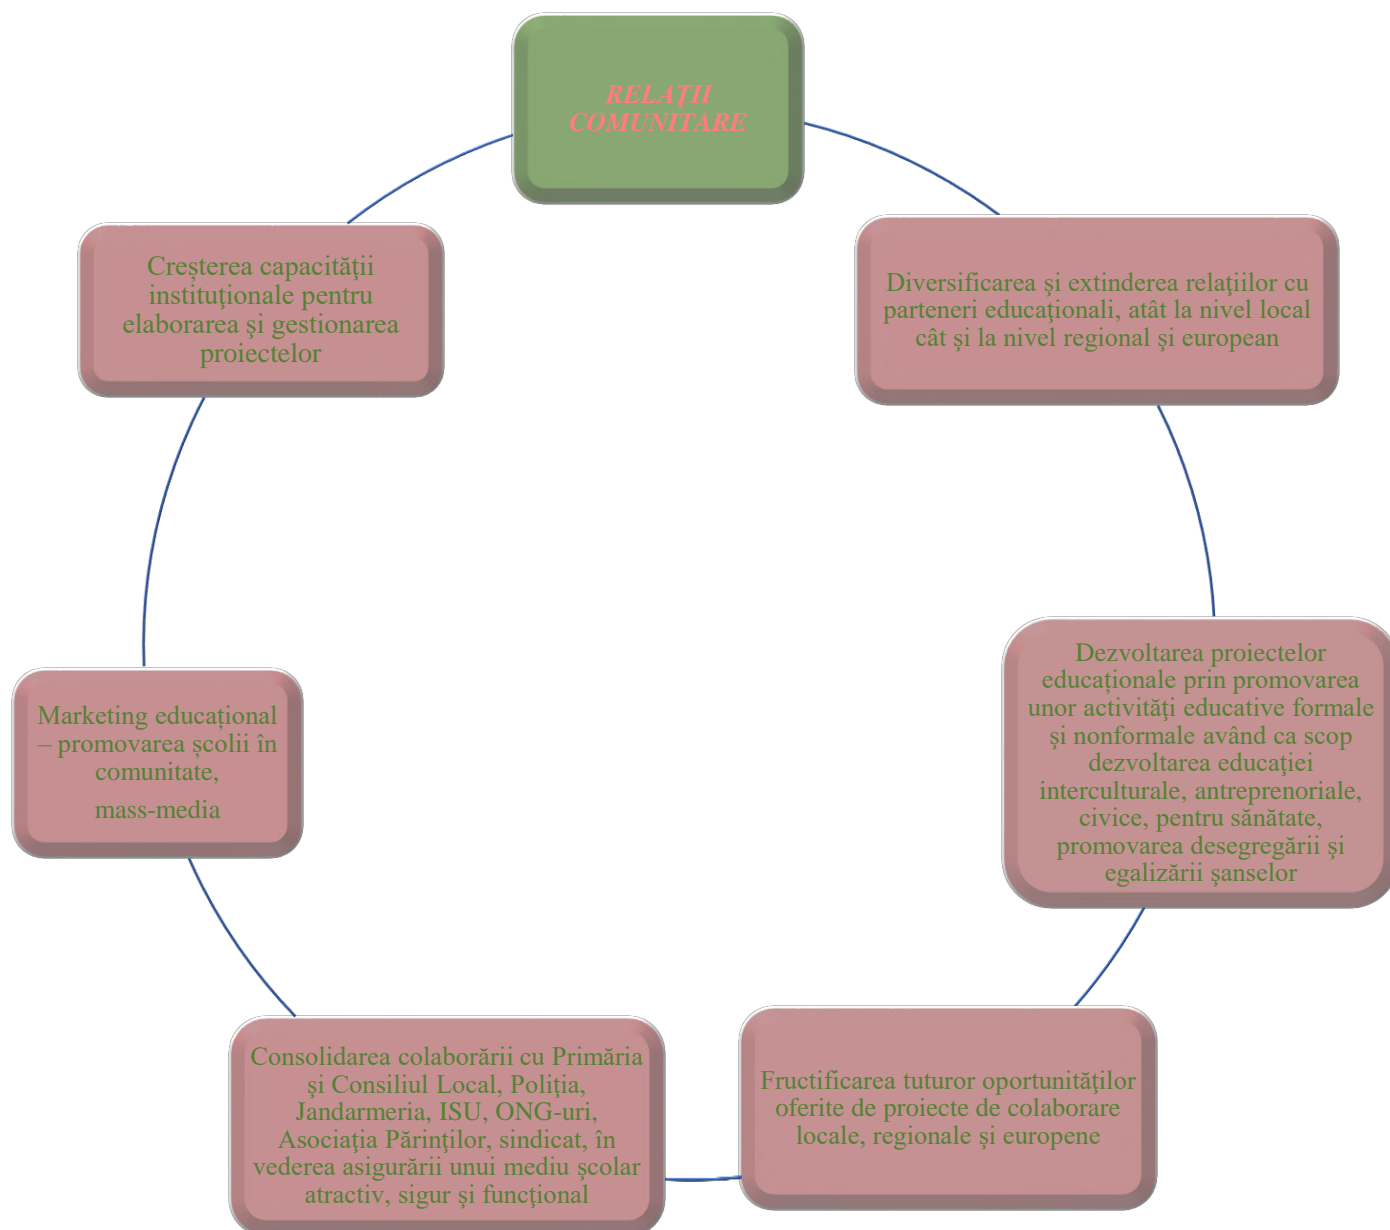 RELAŢII
COMUNITARE
Diversificarea şi extinderea relaţiilor cu
parteneri educaţionali, atât la nivel local
cât şi la nivel regional şi european
Dezvoltarea proiectelor
educaționale prin promovarea
unor activităţi educative formale
şi nonformale având ca scop
dezvoltarea educaţiei
interculturale, antreprenoriale,
civice, pentru sănătate,
promovarea desegregării şi
egalizării şanselor
Fructificarea tuturor oportunităţilor
oferite de proiecte de colaborare
locale, regionale şi europene
Consolidarea colaborării cu Primăria
şi Consiliul Local, Poliţia,
Jandarmeria, ISU, ONG-uri,
Asociaţia Părinţilor, sindicat, în
vederea asigurării unui mediu şcolar
atractiv, sigur şi funcţional
Marketing educațional
– promovarea școlii în
comunitate,
mass-media
Creșterea capacităţii
instituţionale pentru
elaborarea şi gestionarea
proiectelor